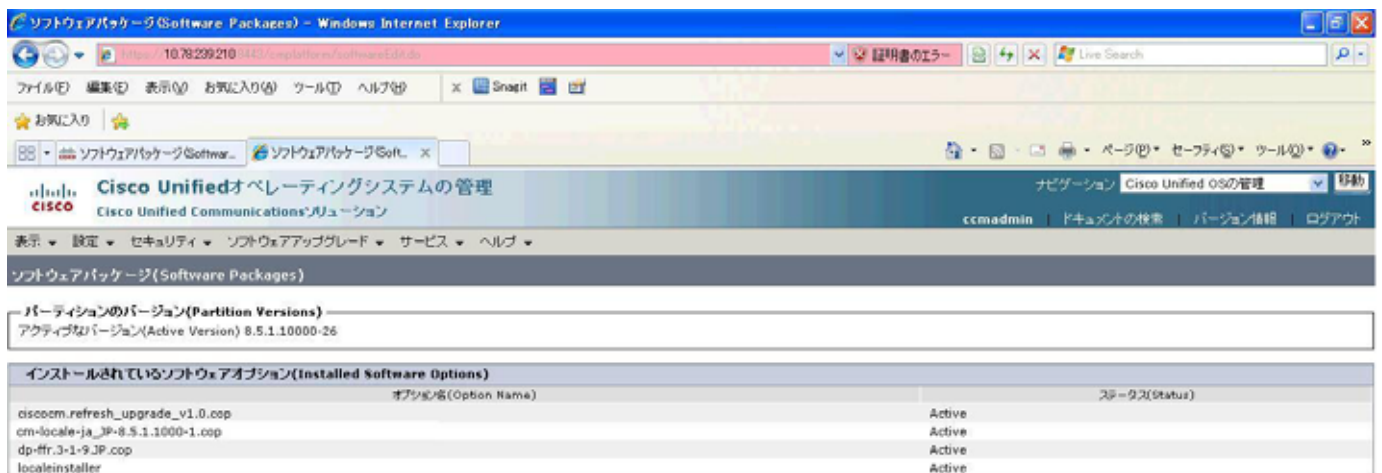 ソフトウェアパッケージ(Software Packages) - Windows Internet Explorer
https://10.78.239.210:8443/cmplatform/softwareEdit.do 証明書のエラー Live Search
ファイル(F) 編集(E) 表示(V) お気に入り(A) ツール(T) ヘルプ(H) x Snagit
お気に入り
ソフトウェアパッケージ(Softwar... ソフトウェアパッケージ(Soft... x ページ(P) セーフティ(S) ツール(O)
CISCO
Cisco Unifiedオペレーティングシステムの管理
Cisco Unified Communicationsソリューション
ナビゲーション Cisco Unified OSの管理 移動
ccmadmin | ドキュメントの検索 | バージョン情報 | ログアウト
表示 設定 セキュリティ ソフトウェアアップグレード サービス ヘルプ
ソフトウェアパッケージ(Software Packages)
パーティションのバージョン(Partition Versions)
アクティブなバージョン(Active Version) 8.5.1.10000-26
インストールされているソフトウェアオプション(Installed Software Options)
オプション名(Option Name) ステータス(Status)
ciscocm.refresh_upgrade_v1.0.cop Active
cm-locale-ja_JP-8.5.1.1000-1.cop Active
dp-ffr.3-1-9.JP.cop Active
localeinstaller Active